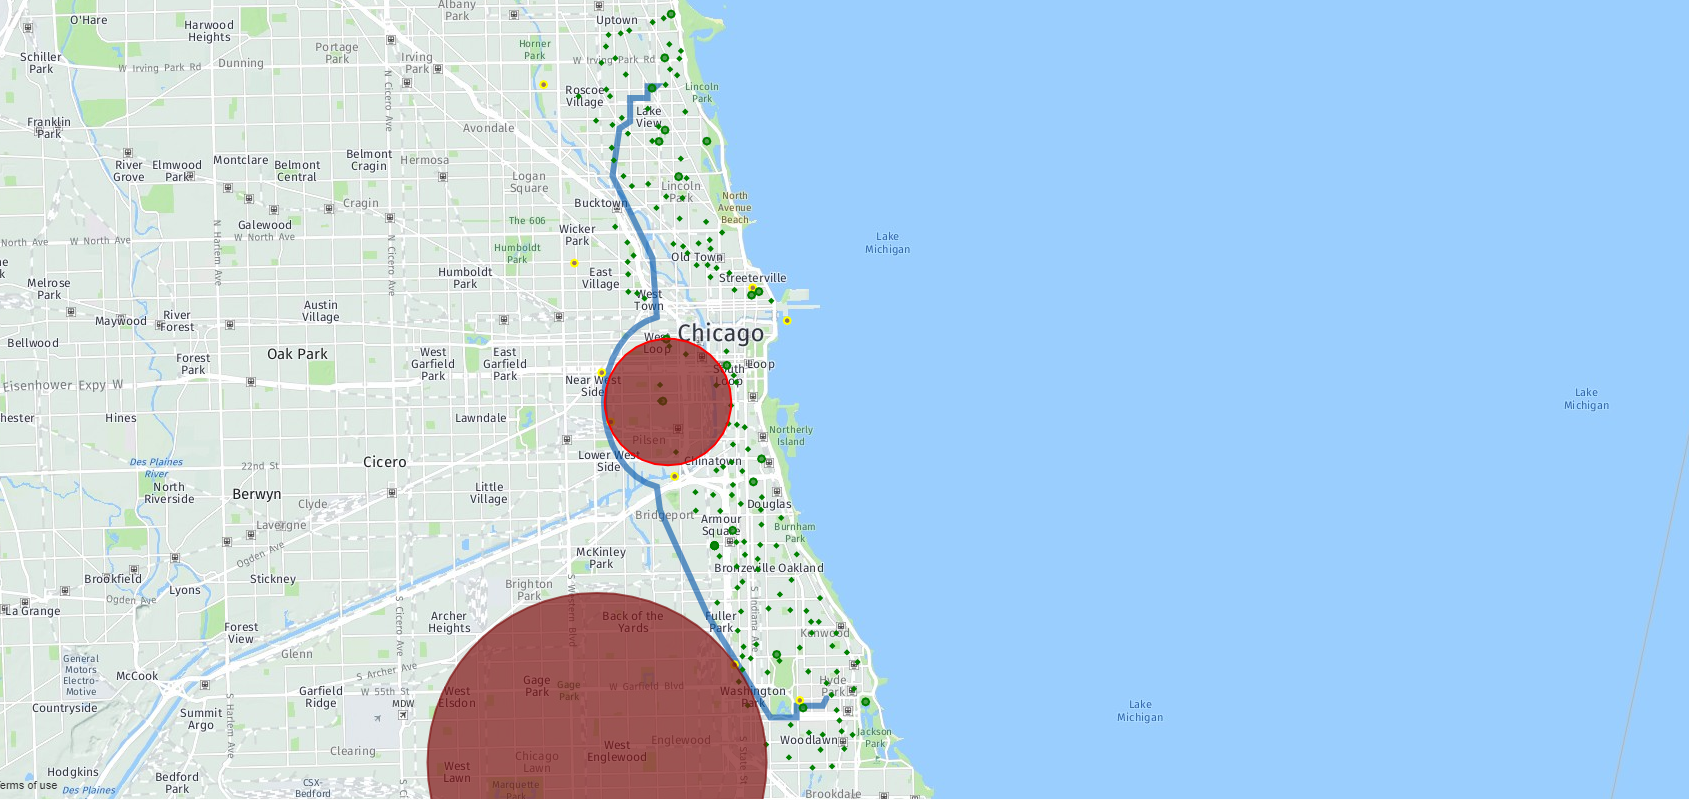 O'Hare
Albany
Park
Uptown
Harwood
Heights
Horner
Park
Portage
Park
Irving
Park
Schiller
Park
W Irving Park Rd
Dunning
W Irving Park Rd
N Cicero Ave
Roscoe
Village
Lincoln
Park
Lake
View
Franklin
Park
Avondale
River
Grove
Elmwood
Park
Montclare
Belmont
Central
Belmont
Cragin
Hermosa
Logan
Square
Lincoln
Park
Cragin
Bucktown
North
Avenue
Beach
The 606
Galewood
N Harlem Ave
North Ave
W North Ave
W North Ave
N Cicero Ave
Wicker
Park
Humboldt
Park
Lake
Michigan
Old Town
Humboldt
Park
East
Village
Streeterville
Melrose
Park
Austin
Village
West
Town
Maywood
River
Forest
Chicago
Bellwood
West
Loop
Oak Park
Forest
Park
West
Garfield
Park
East
Garfield
Park
Loop
South
Loop
Eisenhower Expy W
Near West
Side
Lake
Michigan
Hines
Lawndale
Northerly
Island
Pilsen
Lower West
Side
Chinatown
Des Plaines
River
22nd St
Cicero
North
Riverside
Berwyn
Clyde
Little
Village
Douglas
Bridgeport
Armour
Square
Burnham
Park
Lavergne
Ogden Ave
McKinley
Park
Bronzeville
Oakland
Brookfield
Stickney
Lyons
Ogden Ave
La Grange
Brighton
Park
S Western Blvd
S Indiana Ave
S Cicero Ave
Archer
Heights
Back of the
Yards
Fuller
Park
Forest
View
Kenwood
General
Motors
Electro-
Motive
Glenn
McCook
S Archer Ave
Gage
Park
Gage
Park
W Garfield Blvd
Hyde
Park
W 55th St
MDW
West
Elsdon
Washington
Park
Garfield
Ridge
Countryside
Summit
Argo
S Harlem Ave
Lake
Michigan
Clearing
Chicago
Lawn
West
Englewood
Englewood
S State St
Woodlawn
Jackson
Park
West
Lawn
Hodgkins
Bedford
Park
CSX-
Bedford
Marquette
Park
Des Plaines
Brookdale